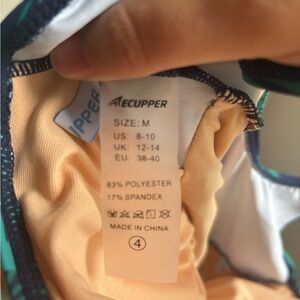 ECUPPER
SIZE: M
US: 8-10
UK: 12-14
EU: 38-40
83% POLYESTER
17% SPANDEX
MADE IN CHINA
4
UPPER